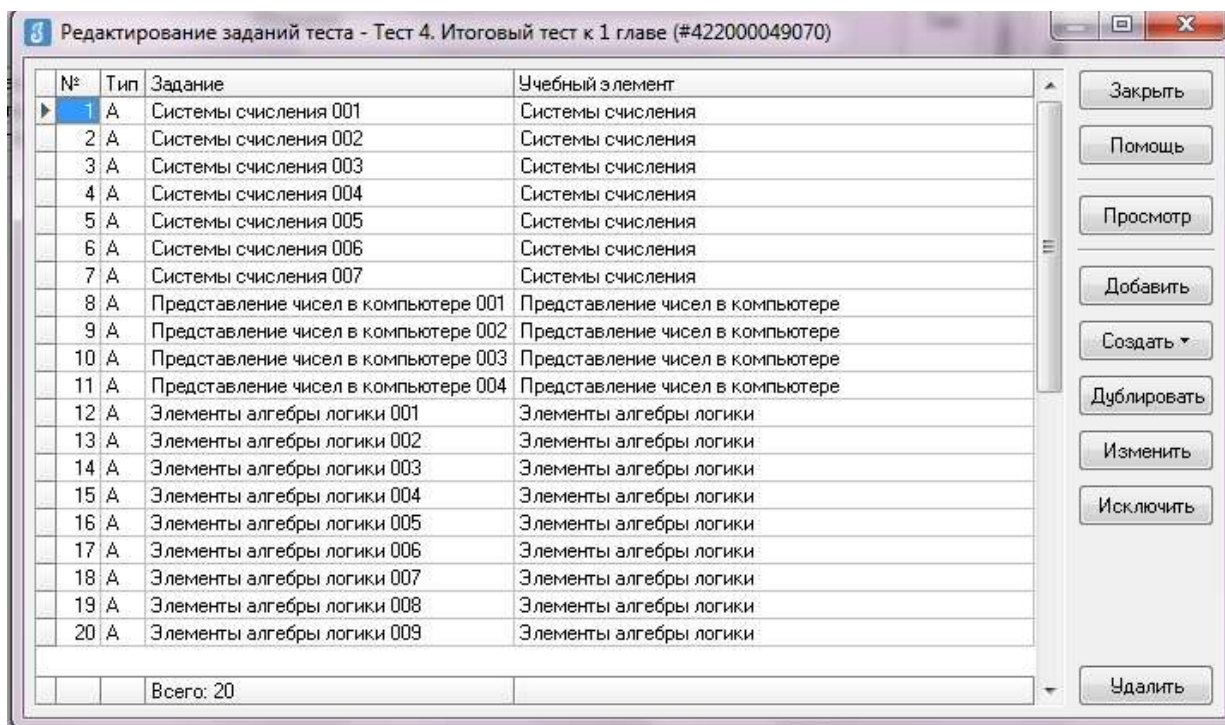 Редактирование заданий теста - Тест 4. Итоговый тест к 1 главе (#422000049070)
№ Тип Задание Учебный элемент
1 А Системы счисления 001 Системы счисления
2 А Системы счисления 002 Системы счисления
3 А Системы счисления 003 Системы счисления
4 А Системы счисления 004 Системы счисления
5 А Системы счисления 005 Системы счисления
6 А Системы счисления 006 Системы счисления
7 А Системы счисления 007 Системы счисления
8 А Представление чисел в компьютере 001 Представление чисел в компьютере
9 А Представление чисел в компьютере 002 Представление чисел в компьютере
10 А Представление чисел в компьютере 003 Представление чисел в компьютере
11 А Представление чисел в компьютере 004 Представление чисел в компьютере
12 А Элементы алгебры логики 001 Элементы алгебры логики
13 А Элементы алгебры логики 002 Элементы алгебры логики
14 А Элементы алгебры логики 003 Элементы алгебры логики
15 А Элементы алгебры логики 004 Элементы алгебры логики
16 А Элементы алгебры логики 005 Элементы алгебры логики
17 А Элементы алгебры логики 006 Элементы алгебры логики
18 А Элементы алгебры логики 007 Элементы алгебры логики
19 А Элементы алгебры логики 008 Элементы алгебры логики
20 А Элементы алгебры логики 009 Элементы алгебры логики
Всего: 20
Закрыть
Помощь
Просмотр
Добавить
Создать
Дублировать
Изменить
Исключить
Удалить